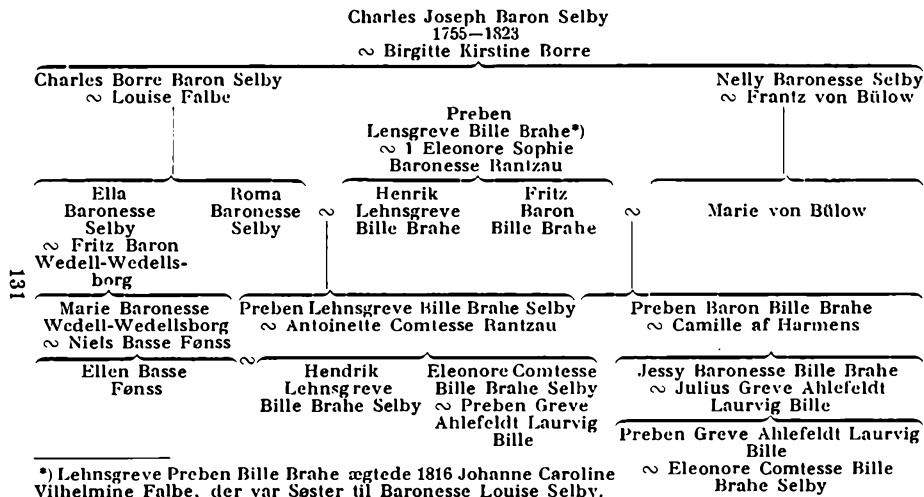 Charles Joseph Baron Selby
1755—1823
∾ Birgitte Kirstine Borre
Charles Borre Baron Selby
∾ Louise Falbe
Nelly Baronesse Selby
∾ Frantz von Bülow
Preben
Lensgreve Bille Brahe*)
∾ 1 Eleonore Sophie
Baronesse Rantzau
Ella
Baronesse
Selby
∾ Fritz Baron
Wedell-Wedells-
borg
Roma
Baronesse
Selby
∾
Henrik
Lehnsgreve
Bille Brahe
Fritz
Baron
Bille Brahe
∾
Marie von Bülow
131
Marie Baronesse
Wedell-Wedellsborg
∾ Niels Basse Fønss
Preben Lehnsgreve Bille Brahe Selby
∾ Antoinette Comtesse Rantzau
Preben Baron Bille Brahe
∾ Camille af Harmens
Ellen Basse
Fønss
∾
Hendrik
Lehnsgreve
Bille Brahe Selby
Eleonore Comtesse
Bille Brahe Selby
∾ Preben Greve
Ahlefeldt Laurvig
Bille
Jessy Baronesse Bille Brahe
∾ Julius Greve Ahlefeldt
Laurvig Bille
Preben Greve Ahlefeldt Laurvig
Bille
∾ Eleonore Comtesse Bille
Brahe Selby
*) Lehnsgreve Preben Bille Brahe ægtede 1816 Johanne Caroline
Vilhelmine Falbe, der var Søster til Baronesse Louise Selby.